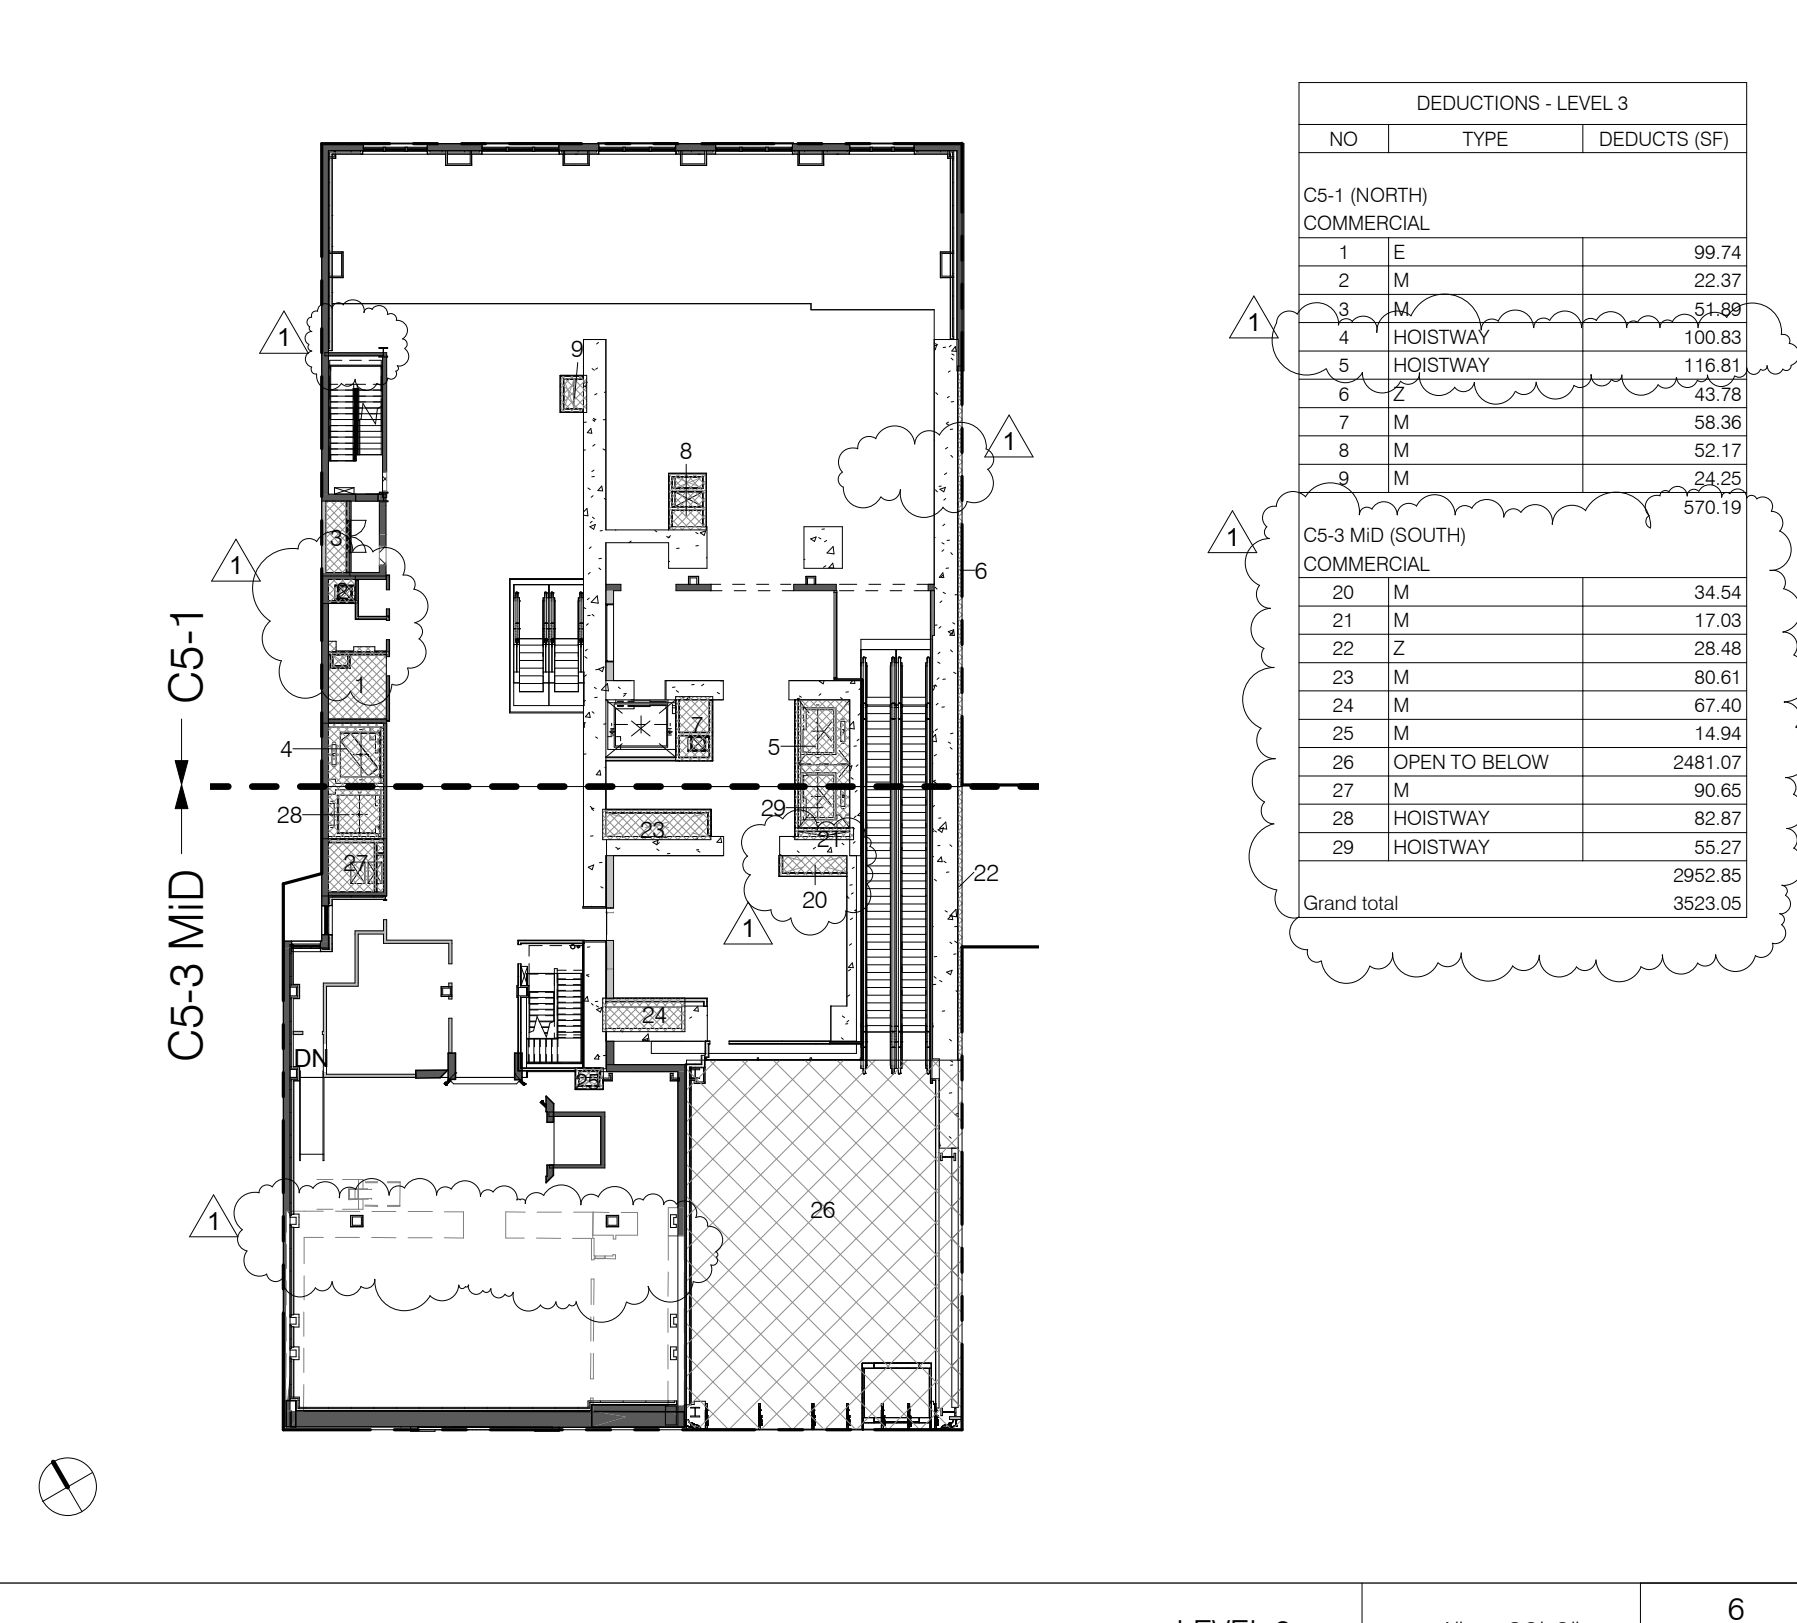 DEDUCTIONS - LEVEL 3
NO TYPE DEDUCTS (SF)
C5-1 (NORTH)
COMMERCIAL
1 E 99.74
2 M 22.37
3 M 51.89
4 HOISTWAY 100.83
5 HOISTWAY 116.81
6 Z 43.78
7 M 58.36
8 M 52.17
9 M 24.25
570.19
C5-3 MiD (SOUTH)
COMMERCIAL
20 M 34.54
21 M 17.03
22 Z 28.48
23 M 80.61
24 M 67.40
25 M 14.94
26 OPEN TO BELOW 2481.07
27 M 90.65
28 HOISTWAY 82.87
29 HOISTWAY 55.27
2952.85
Grand total 3523.05
1
1
1
9
1
8
3
1
6
2
1
7
4
5
28
29
23
21
27
20
22
1
24
DN
25
26
1
H
C5-1
C5-3 MiD
6